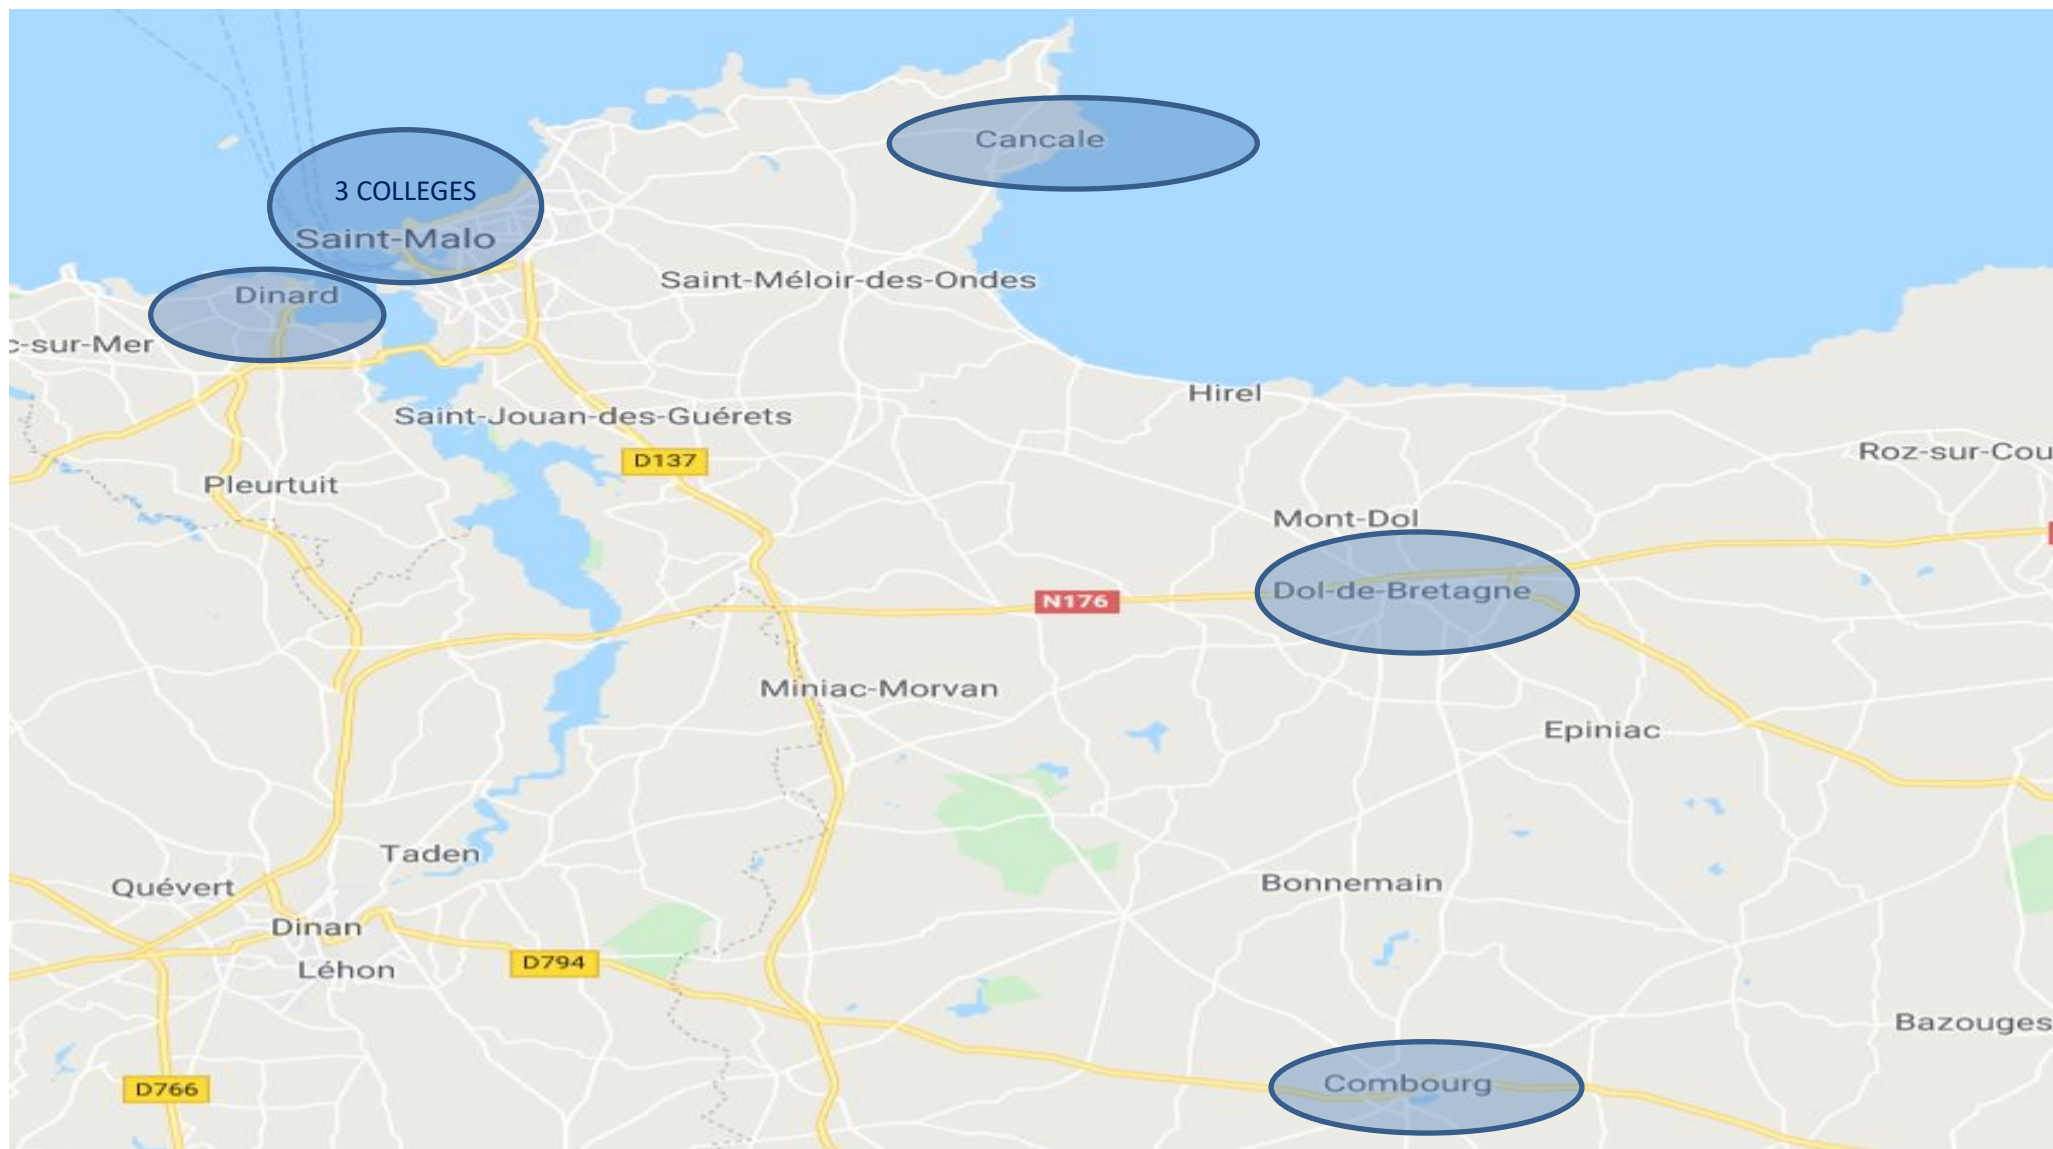 Cancale
3 COLLEGES
Saint-Malo
Saint-Méloir-des-Ondes
Dinard
c-sur-Mer
Hirel
Saint-Jouan-des-Guérets
Roz-sur-Cou
D137
Pleurtuit
Mont-Dol
Dol-de-Bretagne
N176
Miniac-Morvan
Epiniac
Taden
Bonnemain
Quévert
Dinan
D794
Léhon
Bazouges
Combourg
D766